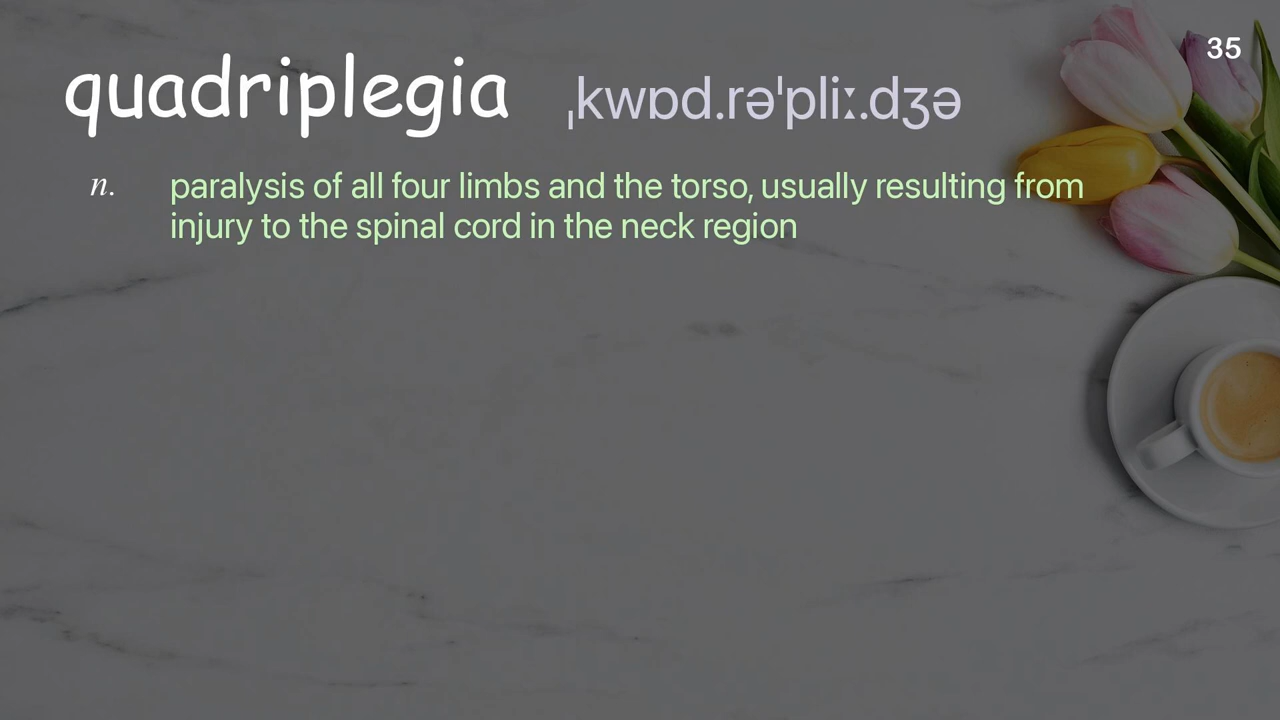 35
quadriplegia ˌkwɒd.rəˈpliː.dʒə
n. paralysis of all four limbs and the torso, usually resulting from
injury to the spinal cord in the neck region